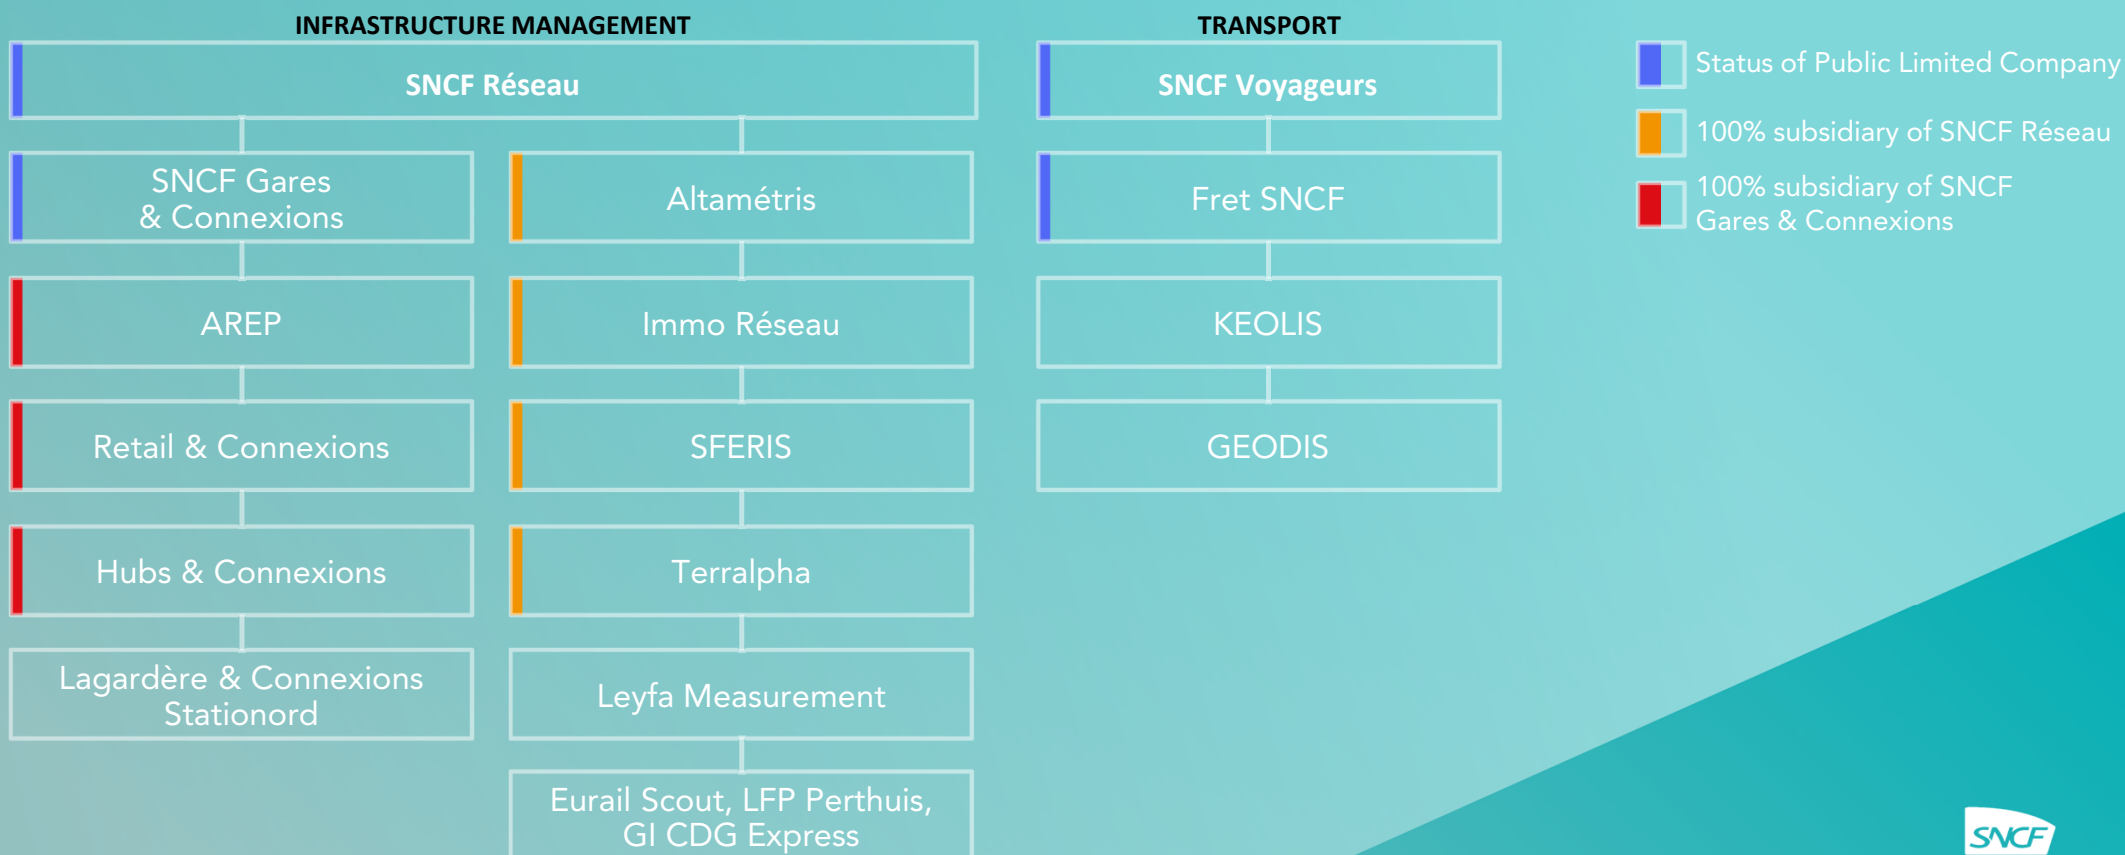 INFRASTRUCTURE MANAGEMENT
SNCF Réseau
SNCF Gares
& Connexions
AREP
Retail & Connexions
Hubs & Connexions
Lagardère & Connexions
Stationord
Altamétris
Immo Réseau
SFERIS
Terralpha
Leyfa Measurement
Eurail Scout, LFP Perthuis,
GI CDG Express
TRANSPORT
SNCF Voyageurs
Fret SNCF
KEOLIS
GEODIS
Status of Public Limited Company
100% subsidiary of SNCF Réseau
100% subsidiary of SNCF
Gares & Connexions
SNCF